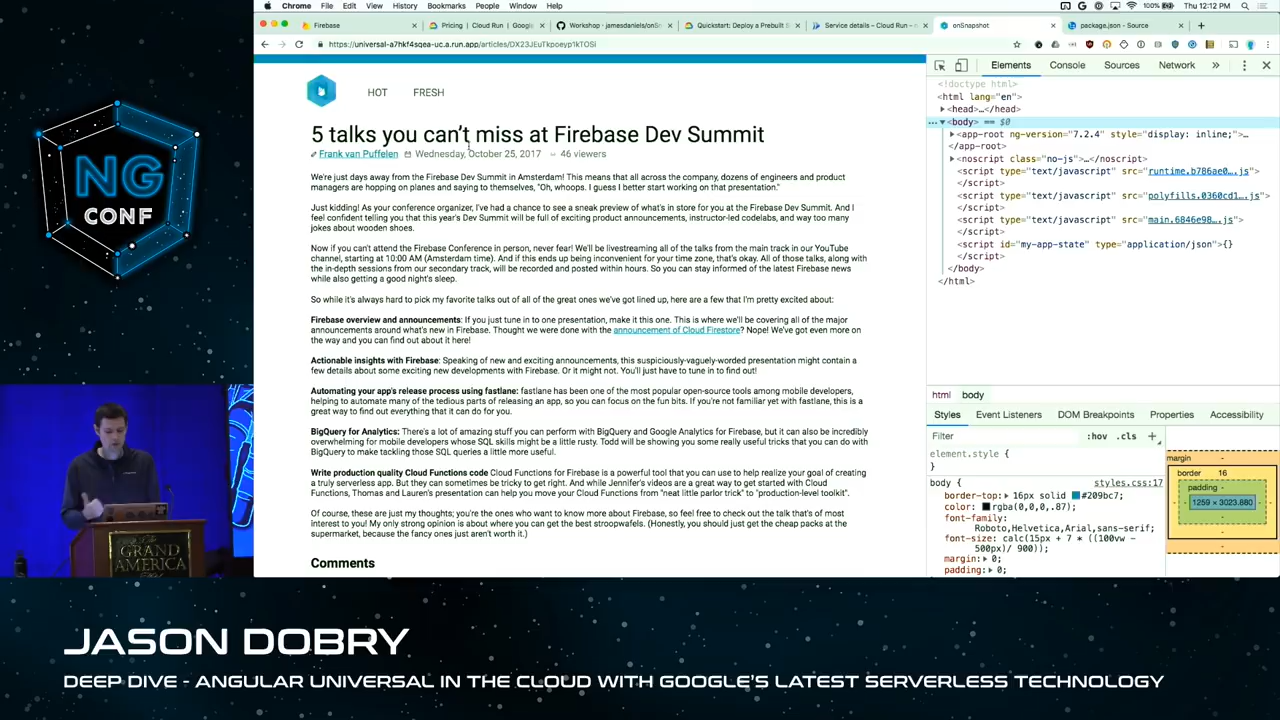 Chrome File Edit View History Bookmarks People Window Help
100% Thu 12:12 PM
Firebase
Pricing | Cloud Run | Googl
Workshop - jamesdaniels/onSn
Quickstart: Deploy a Prebuilt
Service details – Cloud Run – n
onSnapshot
package.json - Source
https://universal-a7hkf4sqea-uc.a.run.app/articles/DX23JEuTkpoeyp1kTOSi
HOT FRESH
5 talks you can't miss at Firebase Dev Summit
Frank van Puffelen Wednesday, October 25, 2017 46 viewers
We're just days away from the Firebase Dev Summit in Amsterdam! This means that all across the company, dozens of engineers and product
managers are hopping on planes and saying to themselves, "Oh, whoops. I guess I better start working on that presentation."
Just kidding! As your conference organizer, I've had a chance to see a sneak preview of what's in store for you at the Firebase Dev Summit. And I
feel confident telling you that this year's Dev Summit will be full of exciting product announcements, instructor-led codelabs, and way too many
jokes about wooden shoes.
Now if you can't attend the Firebase Conference in person, never fear! We'll be livestreaming all of the talks from the main track in our YouTube
channel, starting at 10:00 AM (Amsterdam time). And if this ends up being inconvenient for your time zone, that's okay. All of those talks, along with
the in-depth sessions from our secondary track, will be recorded and posted within hours. So you can stay informed of the latest Firebase news
while also getting a good night's sleep.
So while it's always hard to pick my favorite talks out of all of the great ones we've got lined up, here are a few that I'm pretty excited about:
Firebase overview and announcements: If you just tune in to one presentation, make it this one. This is where we'll be covering all of the major
announcements around what's new in Firebase. Thought we were done with the announcement of Cloud Firestore? Nope! We've got even more on
the way and you can find out about it here!
Actionable insights with Firebase: Speaking of new and exciting announcements, this suspiciously-vaguely-worded presentation might contain a
few details about some exciting new developments with Firebase. Or it might not. You'll just have to tune in to find out!
Automating your app's release process using fastlane: fastlane has been one of the most popular open-source tools among mobile developers,
helping to automate many of the tedious parts of releasing an app, so you can focus on the fun bits. If you're not familiar yet with fastlane, this is a
great way to find out everything that it can do for you.
BigQuery for Analytics: There's a lot of amazing stuff you can perform with BigQuery and Google Analytics for Firebase, but it can also be incredibly
overwhelming for mobile developers whose SQL skills might be a little rusty. Todd will be showing you some really useful tricks that you can do with
BigQuery to make tackling those SQL queries a little more useful.
Write production quality Cloud Functions code Cloud Functions for Firebase is a powerful tool that you can use to help realize your goal of creating
a truly serverless app. But they can sometimes be tricky to get right. And while Jennifer's videos are a great way to get started with Cloud
Functions, Thomas and Lauren's presentation can help you move your Cloud Functions from "neat little parlor trick" to "production-level toolkit".
Of course, these are just my thoughts; you're the ones who want to know more about Firebase, so feel free to check out the talk that's of most
interest to you! My only strong opinion is about where you can get the best stroopwafels. (Honestly, you should just get the cheap packs at the
supermarket, because the fancy ones just aren't worth it.)
Comments
Elements Console Sources Network »
<!doctype html>
<html lang="en">
<head>…</head>
… <body> == $0
<app-root ng-version="7.2.4" style="display: inline;">…
</app-root>
<noscript class="no-js">…</noscript>
<script type="text/javascript" src="runtime.b786ae0….js">
</script>
<script type="text/javascript" src="polyfills.0360cd1….js">
</script>
<script type="text/javascript" src="main.6846e98….js">
</script>
<script id="my-app-state" type="application/json">{}
</script>
</body>
</html>
html body
Styles Event Listeners DOM Breakpoints Properties Accessibility
Filter :hov .cls +
element.style {
}
body { styles.css:17
border-top: 16px solid #209bc7;
color: rgba(0,0,0,.87);
font-family:
Roboto,Helvetica,Arial,sans-serif;
font-size: calc(15px + 7 * ((100vw -
500px)/ 900));
margin: 0;
padding: 0;
margin -
border 16
padding -
1259 × 3023.880
NG
CONF
THE
GRAND
AMERICA
JASON DOBRY
DEEP DIVE - ANGULAR UNIVERSAL IN THE CLOUD WITH GOOGLE'S LATEST SERVERLESS TECHNOLOGY